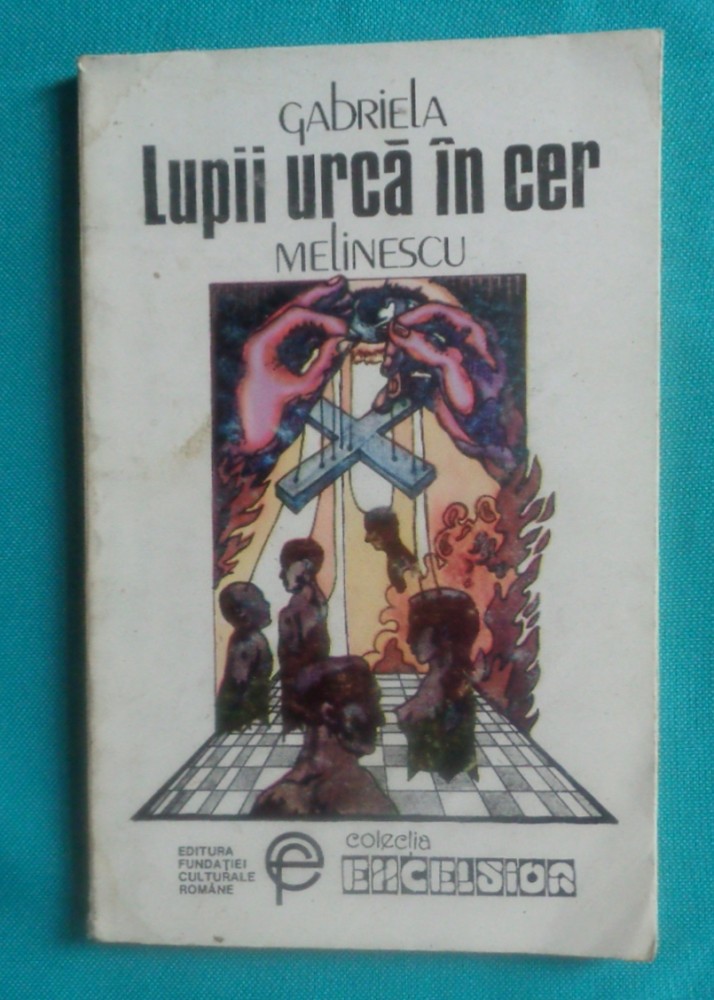 GABRIELA
Lupii urcă în cer
MELINESCU
EDITURA
FUNDAȚIEI
CULTURALE
ROMÂNE
colecția
EXCELSIOR